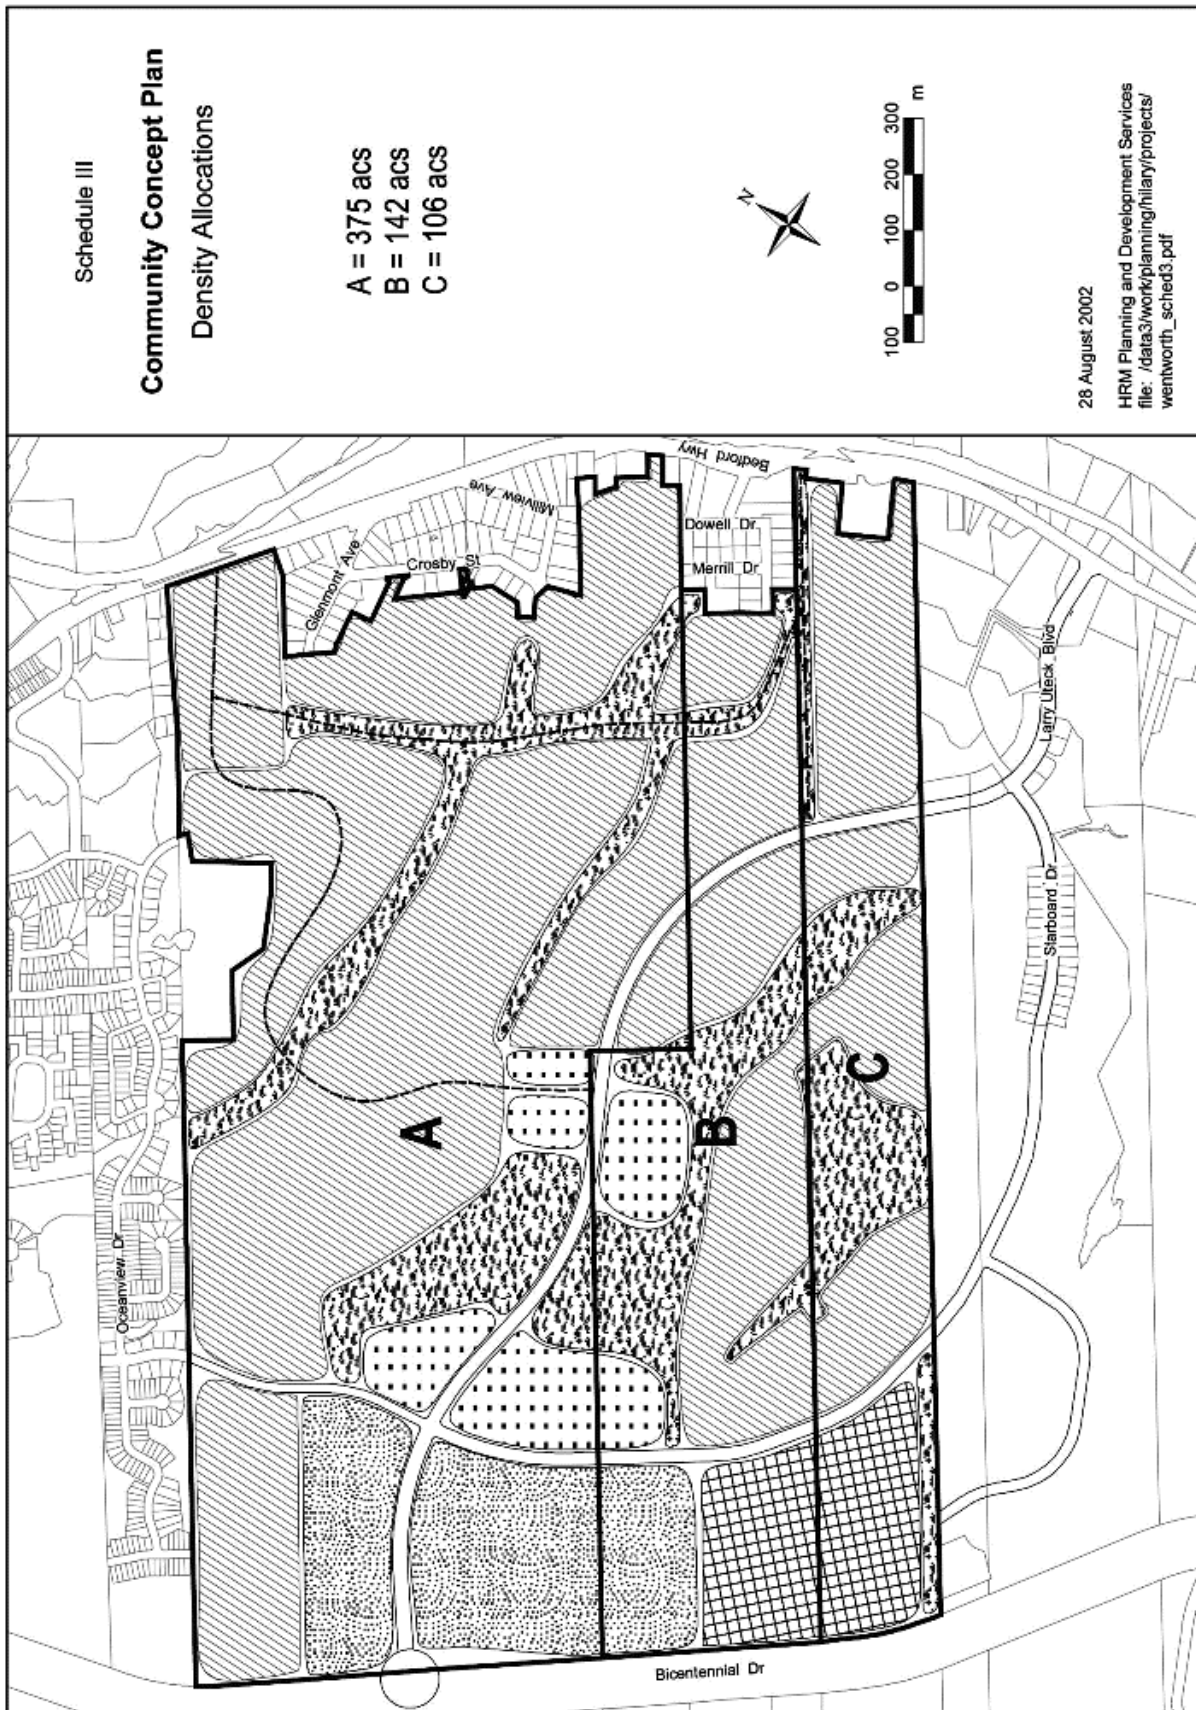 Schedule III
Community Concept Plan
Density Allocations
A = 375 acs
B = 142 acs
C = 106 acs
N
100 0 100 200 300 m
28 August 2002
HRM Planning and Development Services
file: /data3/work/planning/hilary/projects/
wentworth_sched3.pdf
Bedford Hwy
Millview Ave
Glenmont Ave
Crosby St
Dowell Dr
Merrill Dr
Larry Uteck Blvd
Starboard Dr
Oceanview Dr
A
B
C
Bicentennial Dr